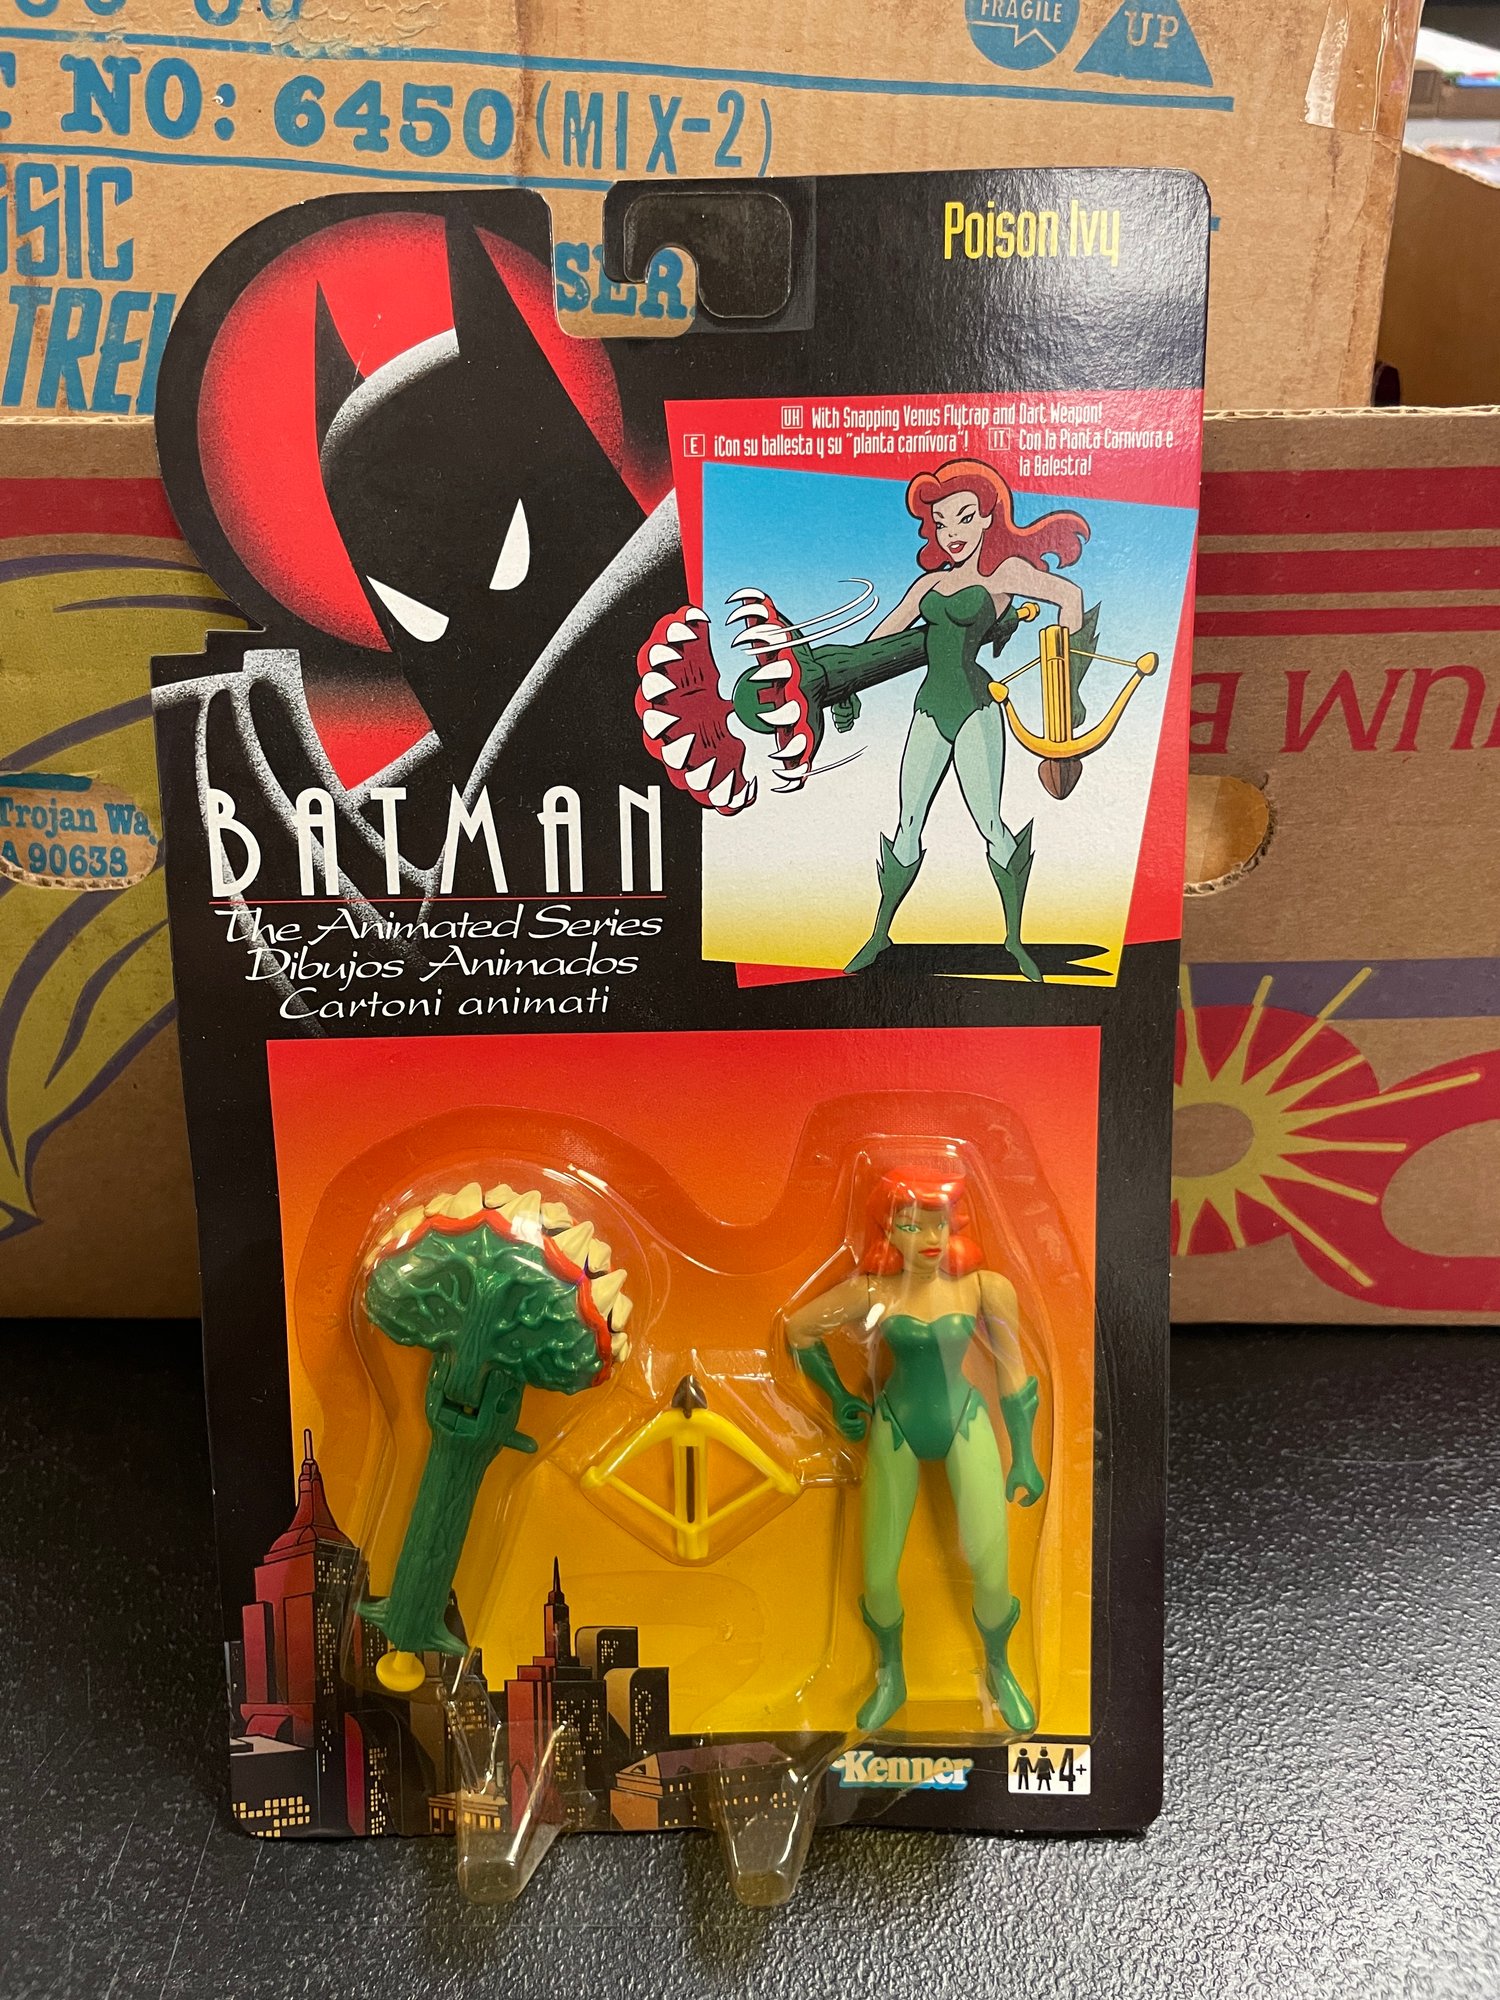 FRAGILE
UP
NO: 6450 (MIX-2)
SSIC
SER.
TREK
Poison Ivy
UK With Snapping Venus Flytrap and Dart Weapon!
E ¡Con su ballesta y su "planta carnívora"! IT Con la Pianta Carnivora e
la Balestra!
BATMAN
The Animated Series
Dibujos Animados
Cartoni animati
Trojan Wa
A 90638
UM B
Kenner
4+